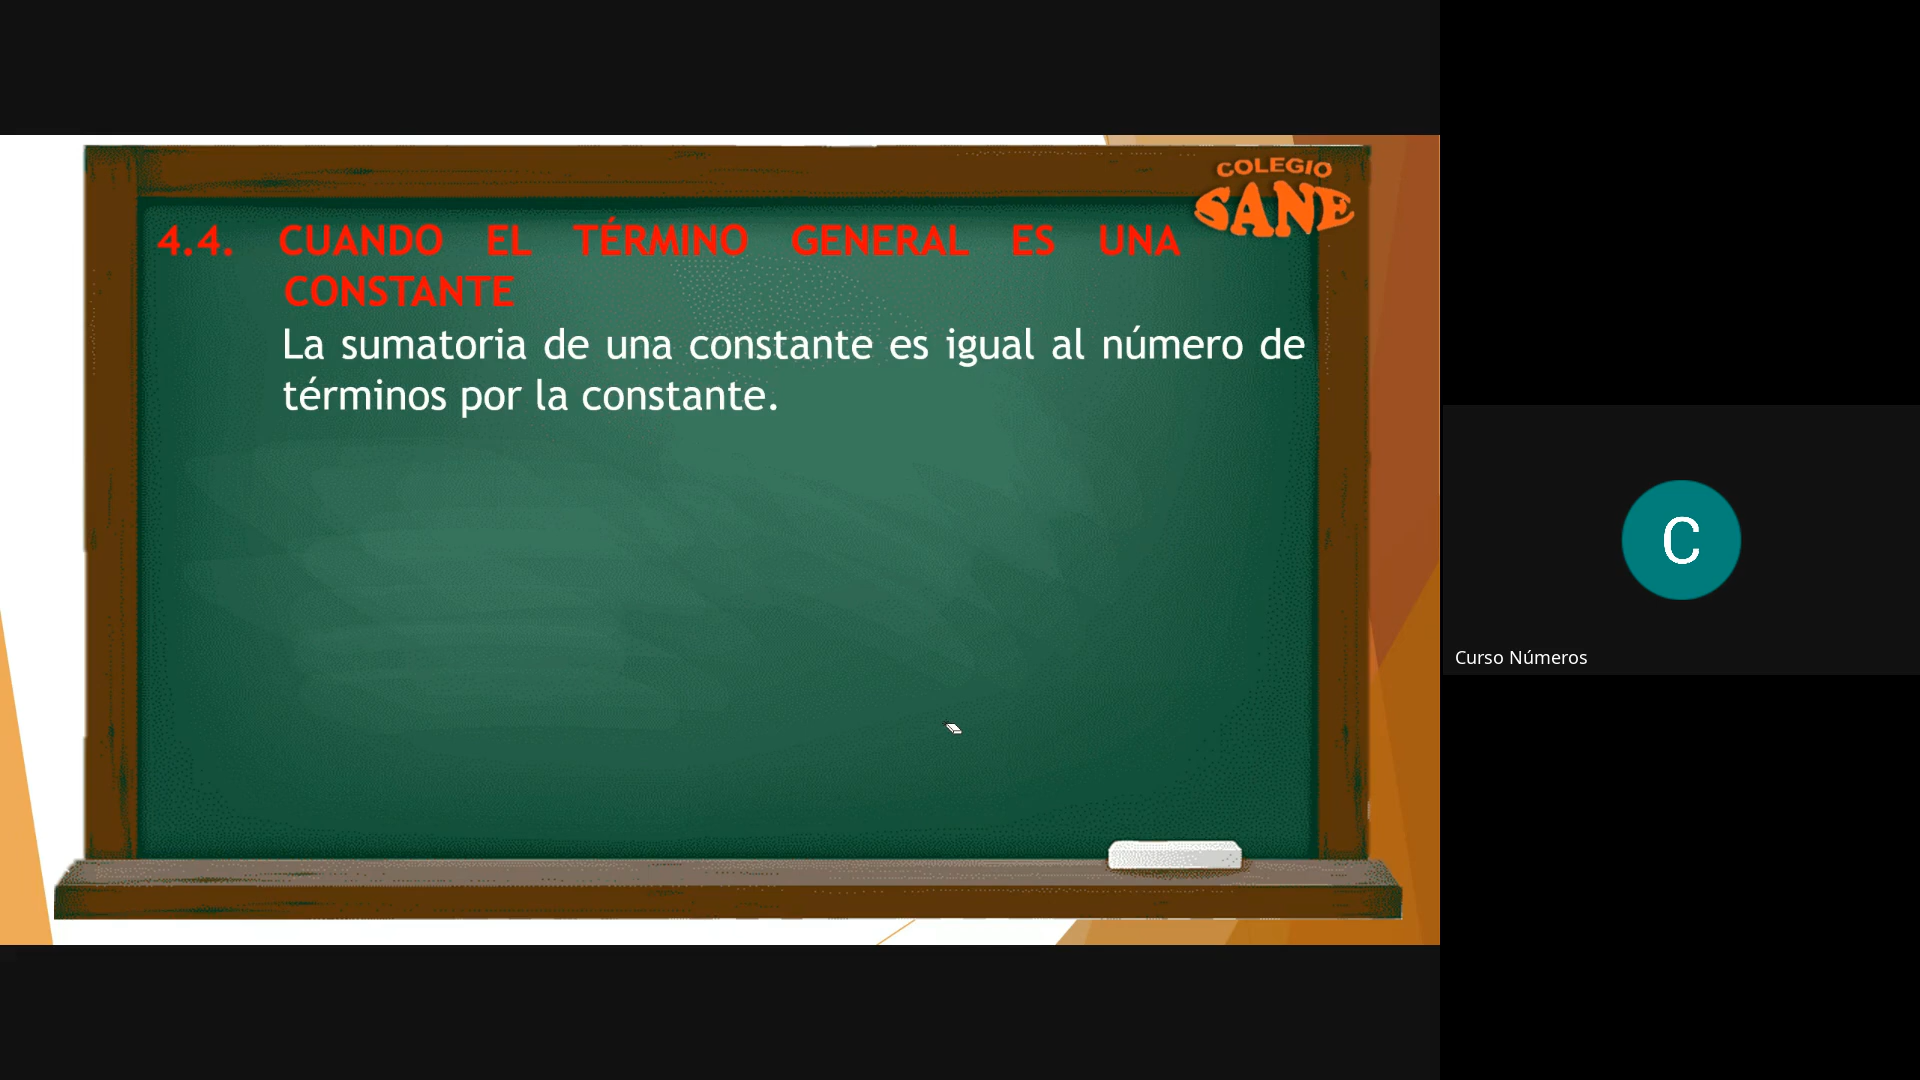 COLEGIO
SANE
4.4. CUANDO EL TÉRMINO GENERAL ES UNA
CONSTANTE
La sumatoria de una constante es igual al número de
términos por la constante.
C
Curso Números